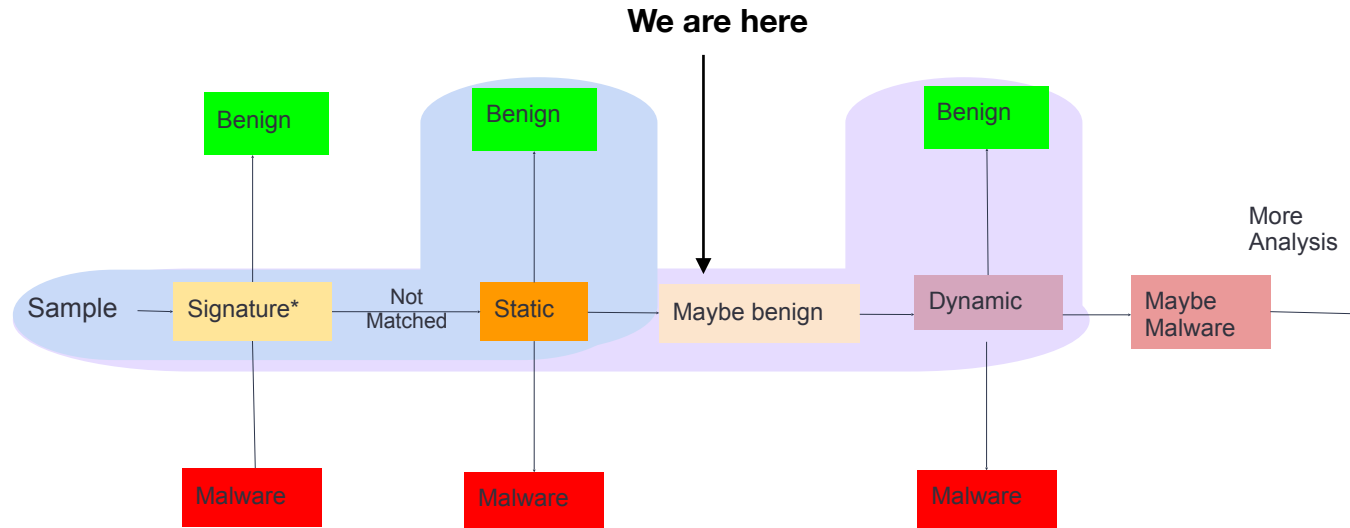 We are here
Benign
Benign
Benign
More
Analysis
Sample
Signature*
Not
Matched
Static
Maybe benign
Dynamic
Maybe
Malware
Malware
Malware
Malware